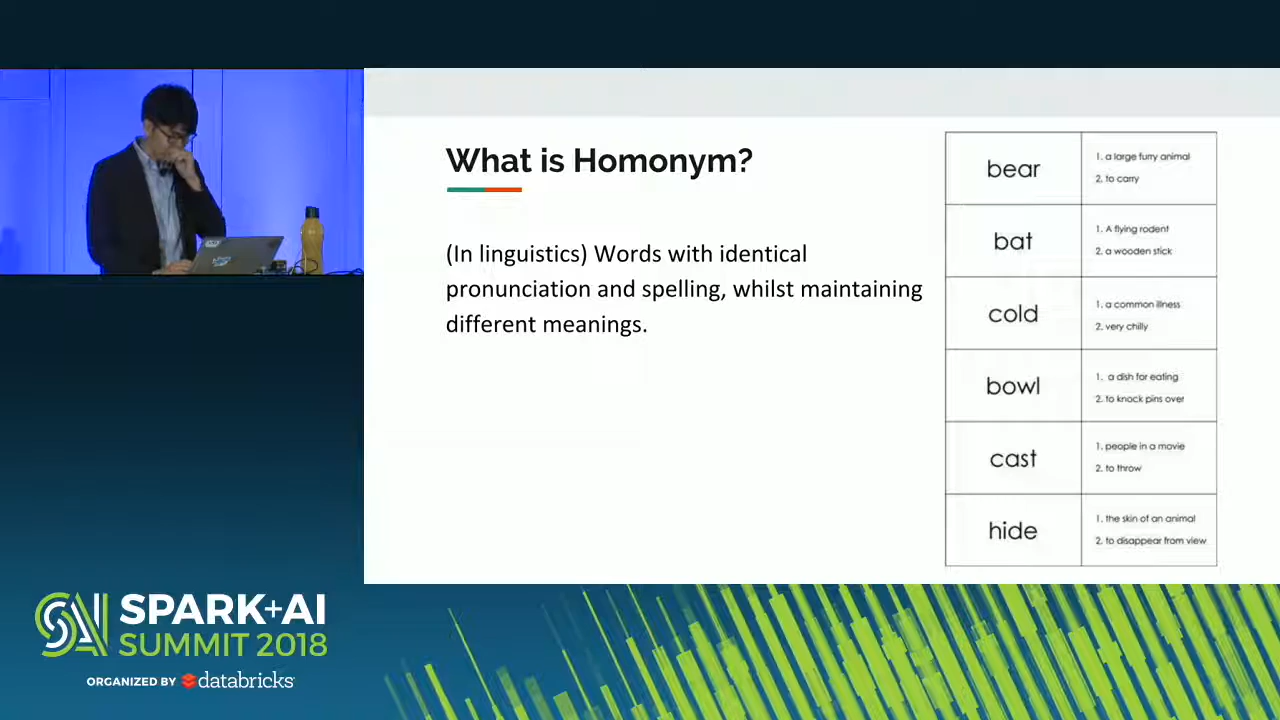 What is Homonym?
(In linguistics) Words with identical
pronunciation and spelling, whilst maintaining
different meanings.
bear
1. a large furry animal
2. to carry
bat
1. A flying rodent
2. a wooden stick
cold
1. a common illness
2. very chilly
bowl
1. a dish for eating
2. to knock pins over
cast
1. people in a movie
2. to throw
hide
1. the skin of an animal
2. to disappear from view
SAI
SPARK+AI
SUMMIT 2018
ORGANIZED BY databricks